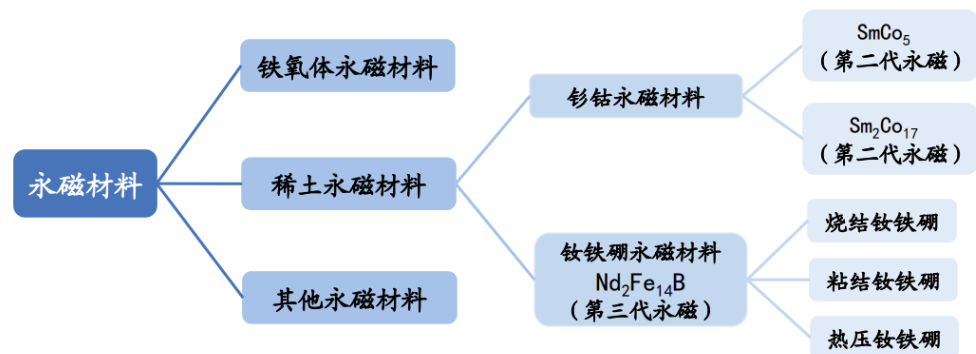 永磁材料
铁氧体永磁材料
稀土永磁材料
其他永磁材料
钐钴永磁材料
钕铁硼永磁材料
Nd₂Fe₁₄B
（第三代永磁）
SmCo₅
（第二代永磁）
Sm₂Co₁₇
（第二代永磁）
烧结钕铁硼
粘结钕铁硼
热压钕铁硼